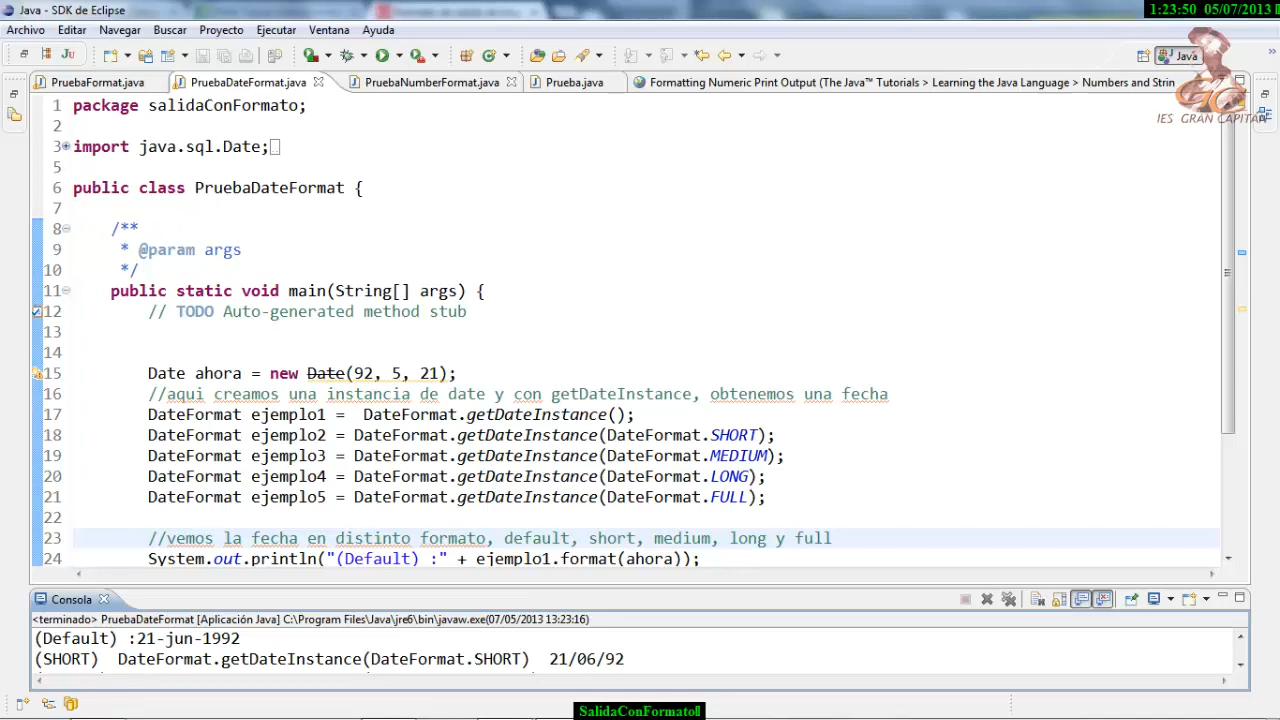 Java - SDK de Eclipse
1:23:50 05/07/2013
Archivo Editar Navegar Buscar Proyecto Ejecutar Ventana Ayuda
Java
PruebaFormat.java PruebaDateFormat.java PruebaNumberFormat.java Prueba.java Formatting Numeric Print Output (The Java™ Tutorials > Learning the Java Language > Numbers and Strin
IES GRAN CAPITAN
1 package salidaConFormato;
2
3 import java.sql.Date;
5
6 public class PruebaDateFormat {
7
8 /**
9 * @param args
10 */
11 public static void main(String[] args) {
12 // TODO Auto-generated method stub
13
14
15 Date ahora = new Date(92, 5, 21);
16 //aqui creamos una instancia de date y con getDateInstance, obtenemos una fecha
17 DateFormat ejemplo1 = DateFormat.getDateInstance();
18 DateFormat ejemplo2 = DateFormat.getDateInstance(DateFormat.SHORT);
19 DateFormat ejemplo3 = DateFormat.getDateInstance(DateFormat.MEDIUM);
20 DateFormat ejemplo4 = DateFormat.getDateInstance(DateFormat.LONG);
21 DateFormat ejemplo5 = DateFormat.getDateInstance(DateFormat.FULL);
22
23 //vemos la fecha en distinto formato, default, short, medium, long y full
24 System.out.println("(Default) :" + ejemplo1.format(ahora));
Consola
<terminado> PruebaDateFormat [Aplicación Java] C:\Program Files\Java\jre6\bin\javaw.exe(07/05/2013 13:23:16)
(Default) :21-jun-1992
(SHORT) DateFormat.getDateInstance(DateFormat.SHORT) 21/06/92
SalidaConFormato